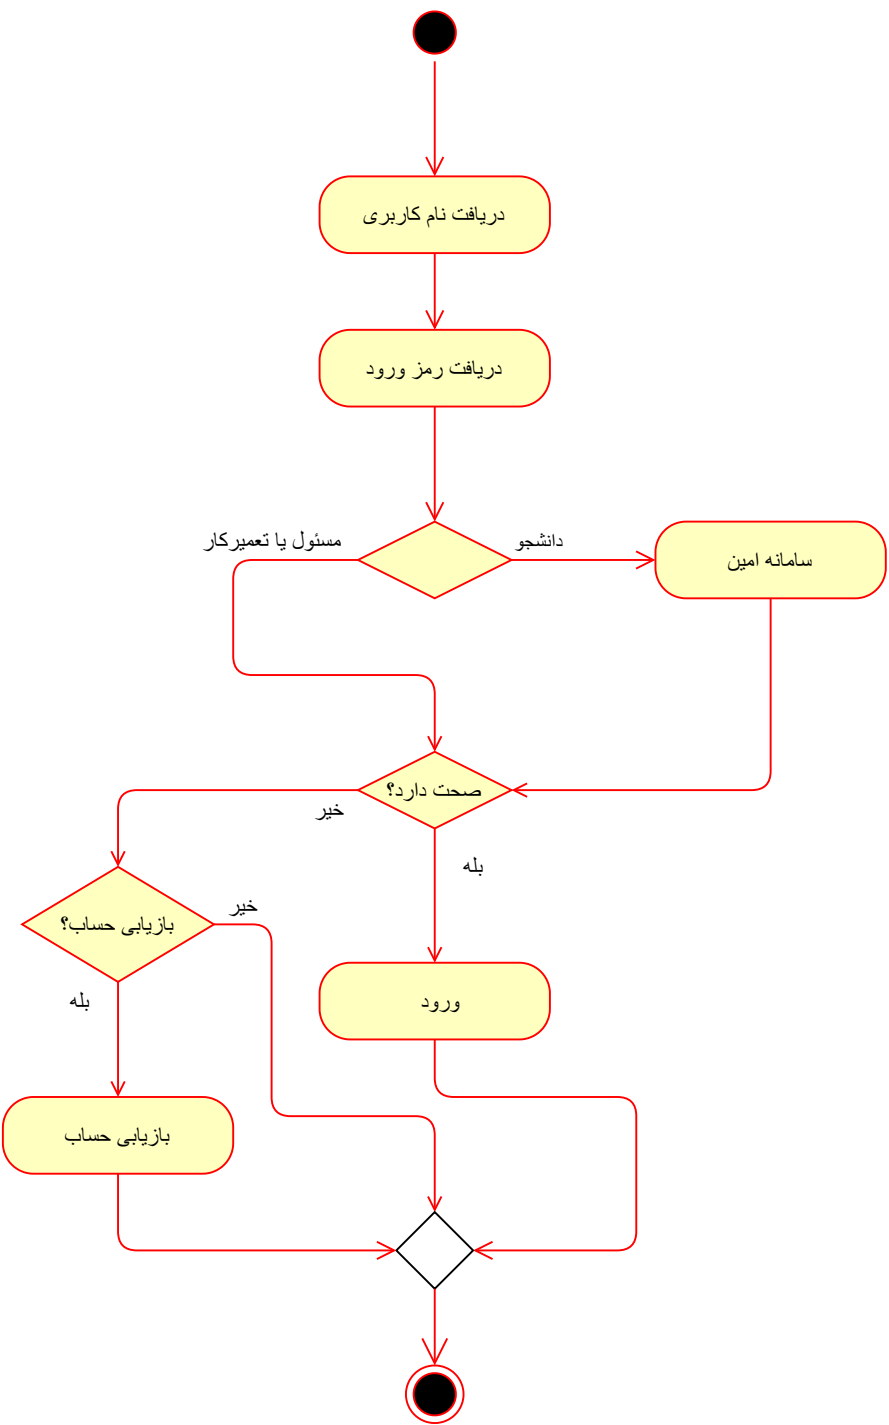 دریافت نام کاربری
دریافت رمز ورود
مسئول یا تعمیرکار
دانشجو
سامانه امین
صحت دارد؟
خیر
بله
بازیابی حساب؟
خیر
بله
ورود
بازیابی حساب